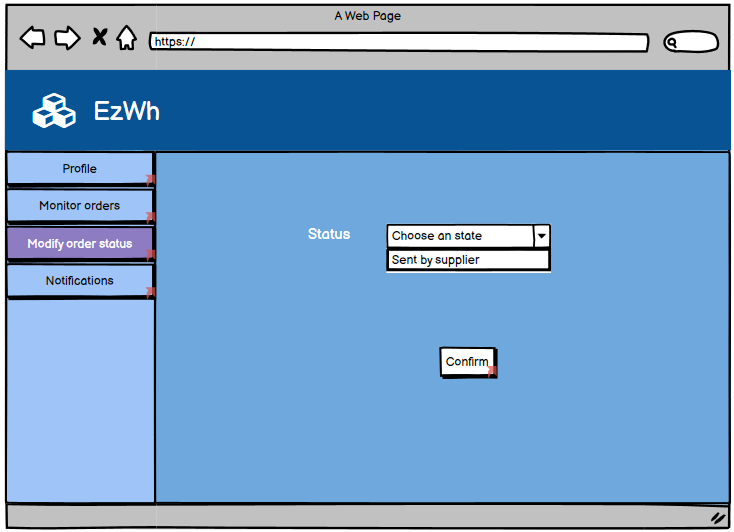 A Web Page
https://
EzWh
Profile
Monitor orders
Modify order status
Notifications
Status
Choose an state
Sent by supplier
Confirm